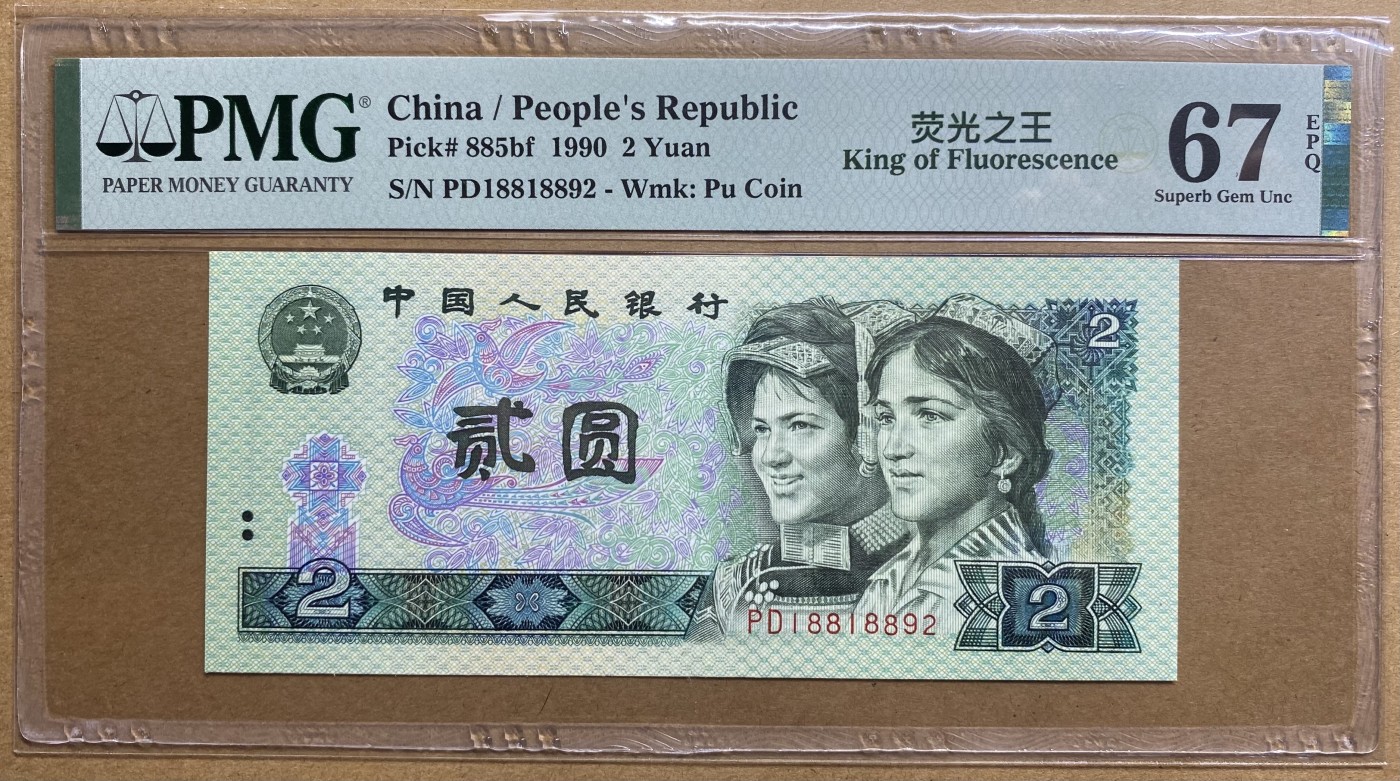 PMG®
PAPER MONEY GUARANTY
China / People's Republic
Pick# 885bf 1990 2 Yuan
S/N PD18818892 - Wmk: Pu Coin
荧光之王
King of Fluorescence
67
Superb Gem Unc
EPQ
中国人民银行
2
贰圆
2
PD18818892
2